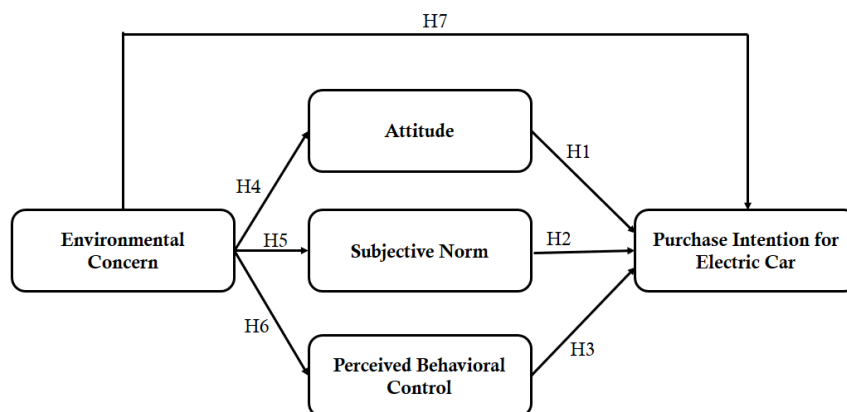 H7
Attitude
H1
H4
Environmental
Concern
H5
Subjective Norm
H2
Purchase Intention for
Electric Car
H6
Perceived Behavioral
Control
H3